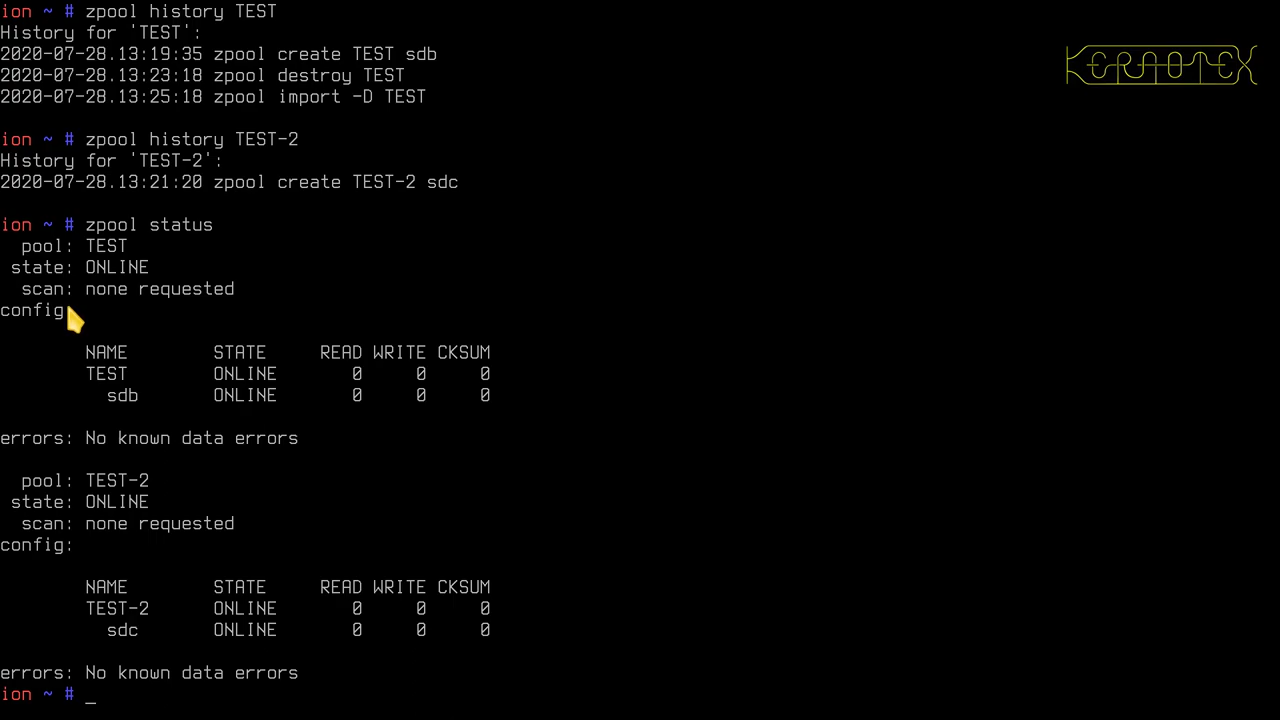 ion ~ # zpool history TEST
History for 'TEST':
2020-07-28.13:19:35 zpool create TEST sdb
2020-07-28.13:23:18 zpool destroy TEST
2020-07-28.13:25:18 zpool import -D TEST
KERNOTEX
ion ~ # zpool history TEST-2
History for 'TEST-2':
2020-07-28.13:21:20 zpool create TEST-2 sdc
ion ~ # zpool status
pool: TEST
state: ONLINE
scan: none requested
config:
NAME STATE READ WRITE CKSUM
TEST ONLINE 0 0 0
sdb ONLINE 0 0 0
errors: No known data errors
pool: TEST-2
state: ONLINE
scan: none requested
config:
NAME STATE READ WRITE CKSUM
TEST-2 ONLINE 0 0 0
sdc ONLINE 0 0 0
errors: No known data errors
ion ~ # _